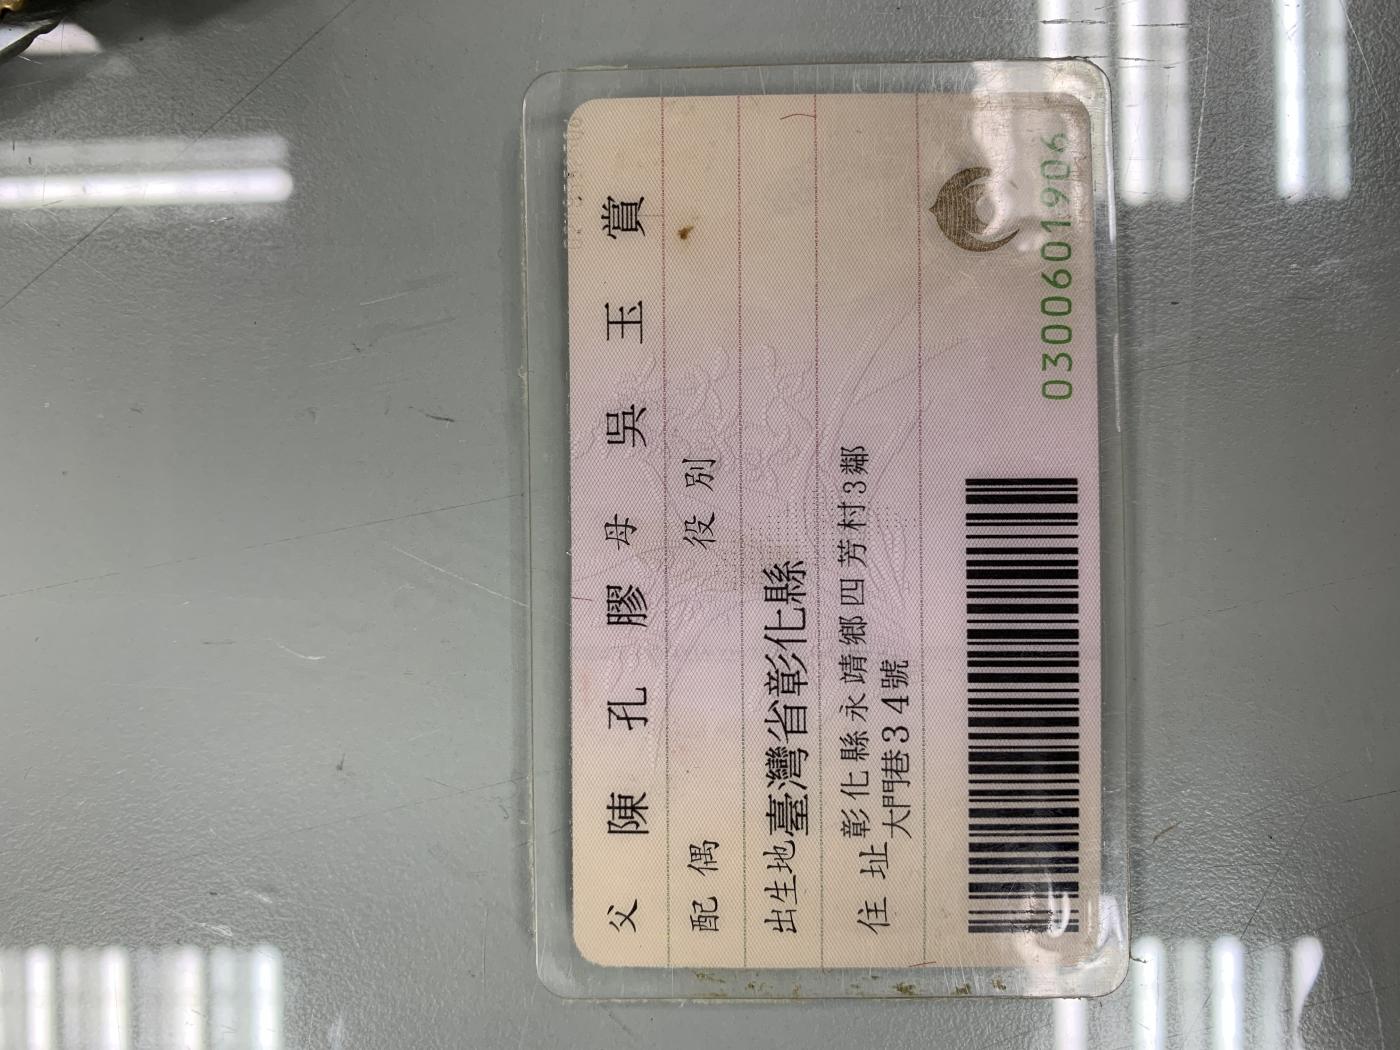 父 陳孔膠 母 吳玉賞
配偶 役別
出生地 臺灣省彰化縣
住址 彰化縣永靖鄉四芳村3鄰
大門巷34號
0300601906